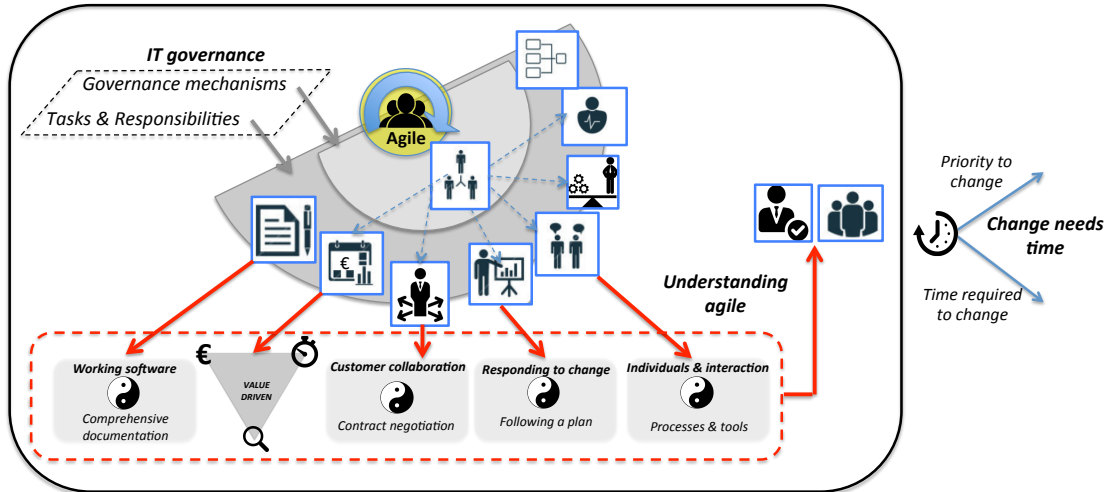 IT governance
Governance mechanisms
Tasks & Responsibilities
Agile
€
Priority to
change
Change needs
time
Time required
to change
Understanding
agile
€
Working software
Comprehensive
documentation
VALUE
DRIVEN
Customer collaboration
Contract negotiation
Responding to change
Following a plan
Individuals & interaction
Processes & tools